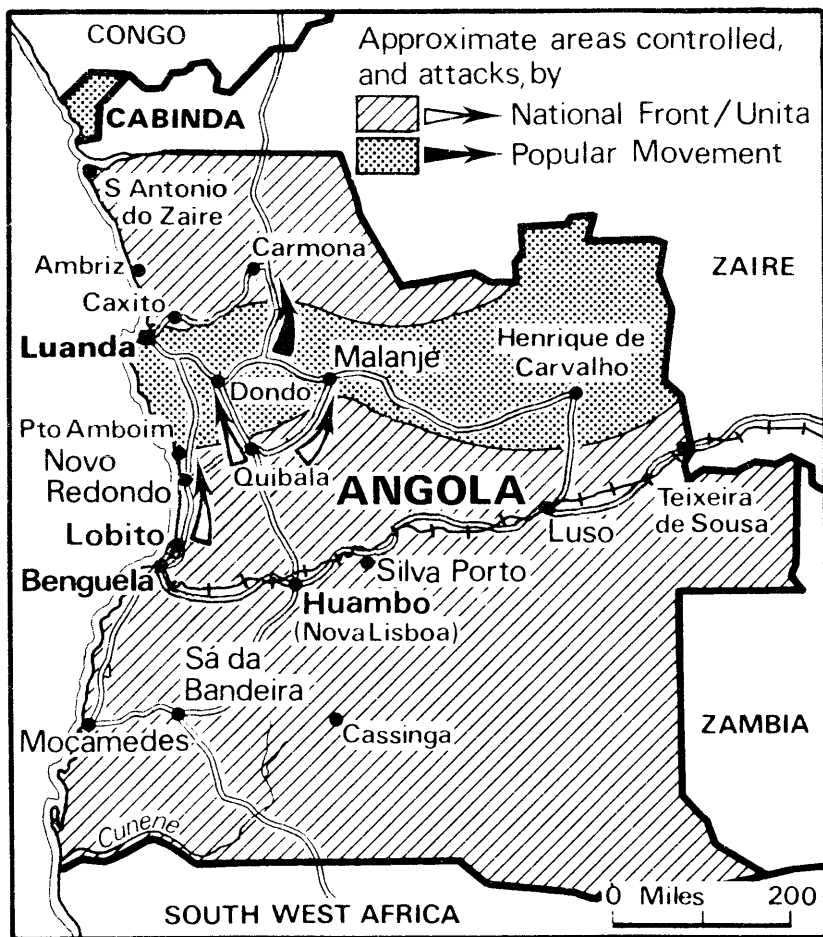 CONGO
Approximate areas controlled,
and attacks, by
National Front/Unita
Popular Movement
CABINDA
S Antonio
do Zaire
Ambriz
Carmona
Caxito
ZAIRE
Luanda
Henrique de
Carvalho
Malanje
Dondo
Pto Amboim
Novo
Redondo
Quibala
ANGOLA
Teixeira
de Sousa
Lobito
Luso
Benguela
Silva Porto
Huambo
(Nova Lisboa)
Sá da
Bandeira
Moçamedes
Cassinga
ZAMBIA
Cunene
0 Miles 200
SOUTH WEST AFRICA